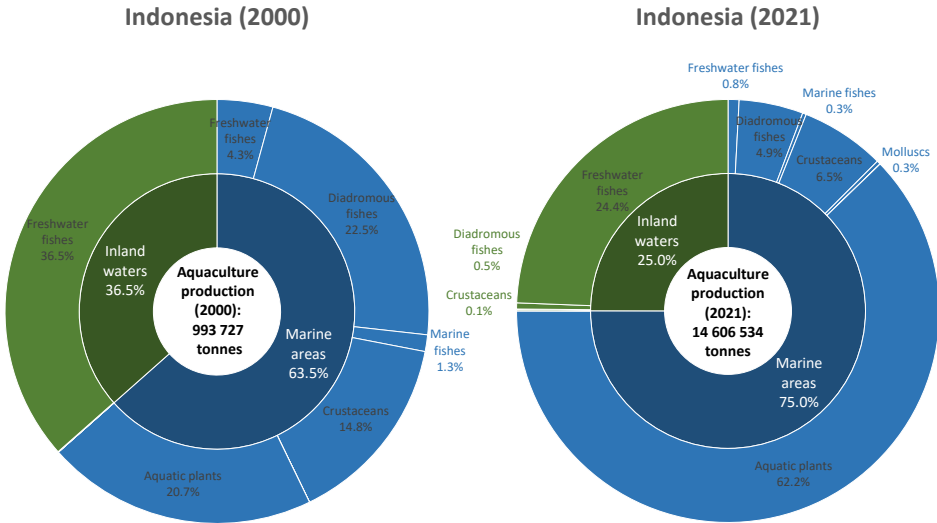 Indonesia (2000)
Freshwater
fishes
4.3%
Diadromous
fishes
22.5%
Marine
fishes
1.3%
Crustaceans
14.8%
Aquatic plants
20.7%
Freshwater
fishes
36.5%
Inland
waters
36.5%
Marine
areas
63.5%
Aquaculture
production
(2000):
993 727
tonnes
Indonesia (2021)
Freshwater fishes
0.8%
Diadromous
fishes
4.9%
Marine fishes
0.3%
Crustaceans
6.5%
Molluscs
0.3%
Aquatic plants
62.2%
Freshwater
fishes
24.4%
Diadromous
fishes
0.5%
Crustaceans
0.1%
Inland
waters
25.0%
Marine
areas
75.0%
Aquaculture
production
(2021):
14 606 534
tonnes